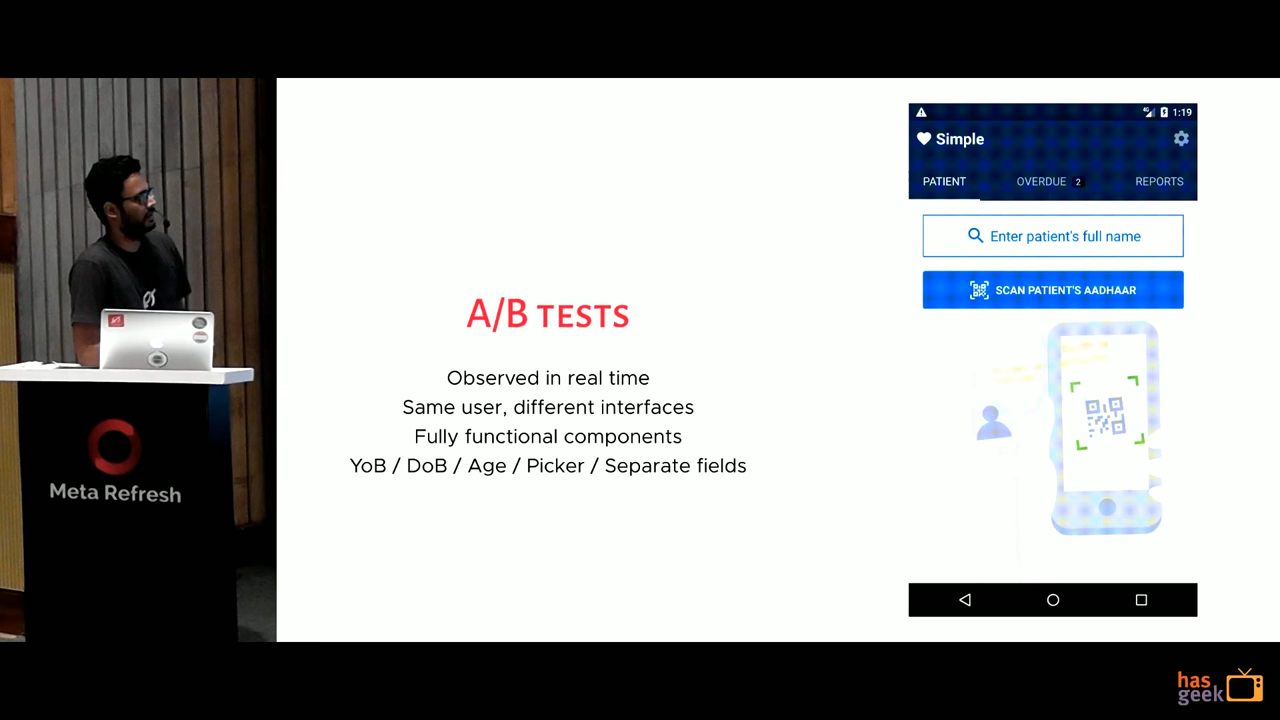 Meta Refresh
A/B TESTS
Observed in real time
Same user, different interfaces
Fully functional components
YoB / DoB / Age / Picker / Separate fields
4G 1:19
Simple
PATIENT OVERDUE 2 REPORTS
Enter patient's full name
SCAN PATIENT'S AADHAAR
has
geek